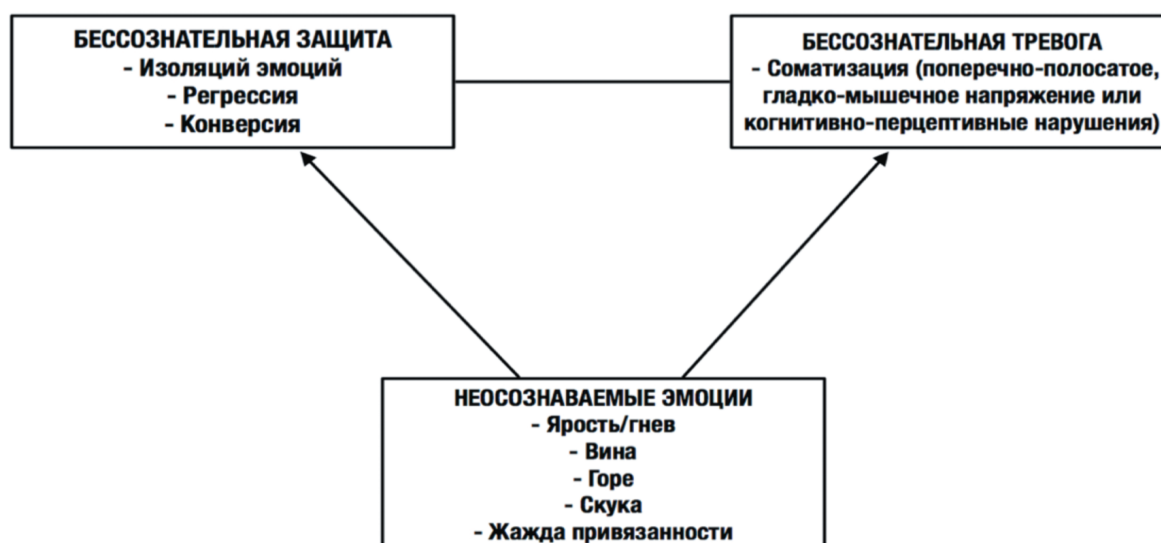 БЕССОЗНАТЕЛЬНАЯ ЗАЩИТА
- Изоляций эмоций
- Регрессия
- Конверсия
БЕССОЗНАТЕЛЬНАЯ ТРЕВОГА
- Соматизация (поперечно-полосатое,
гладко-мышечное напряжение или
когнитивно-перцептивные нарушения)
НЕОСОЗНАВАЕМЫЕ ЭМОЦИИ
- Ярость/гнев
- Вина
- Горе
- Скука
- Жажда привязанности